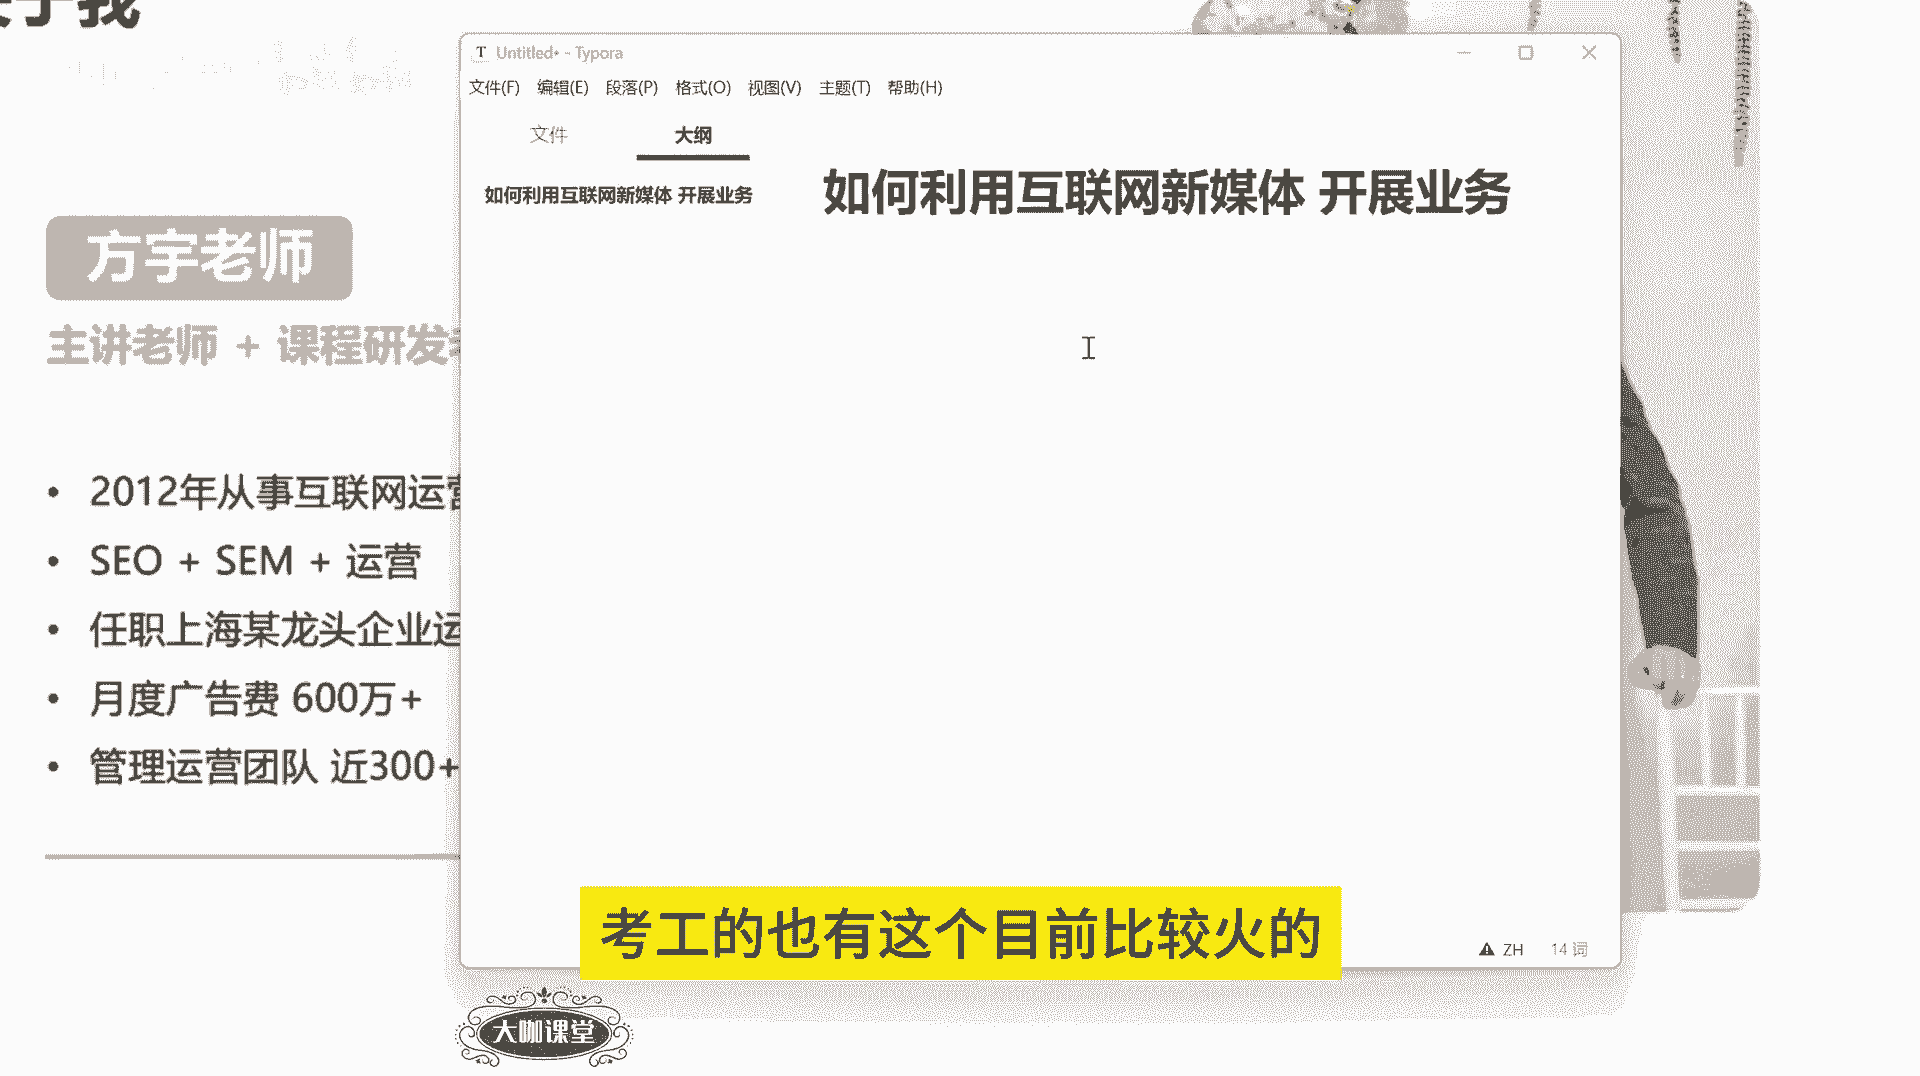 关于我
T Untitled• - Typora
文件(F) 编辑(E) 段落(P) 格式(O) 视图(V) 主题(T) 帮助(H)
文件 大纲
如何利用互联网新媒体 开展业务
如何利用互联网新媒体 开展业务
方宇老师
主讲老师 + 课程研发
• 2012年从事互联网运营
• SEO + SEM + 运营
• 任职上海某龙头企业运
• 月度广告费 600万+
• 管理运营团队 近300+
考工的也有这个目前比较火的
ZH 14 词
大咖课堂